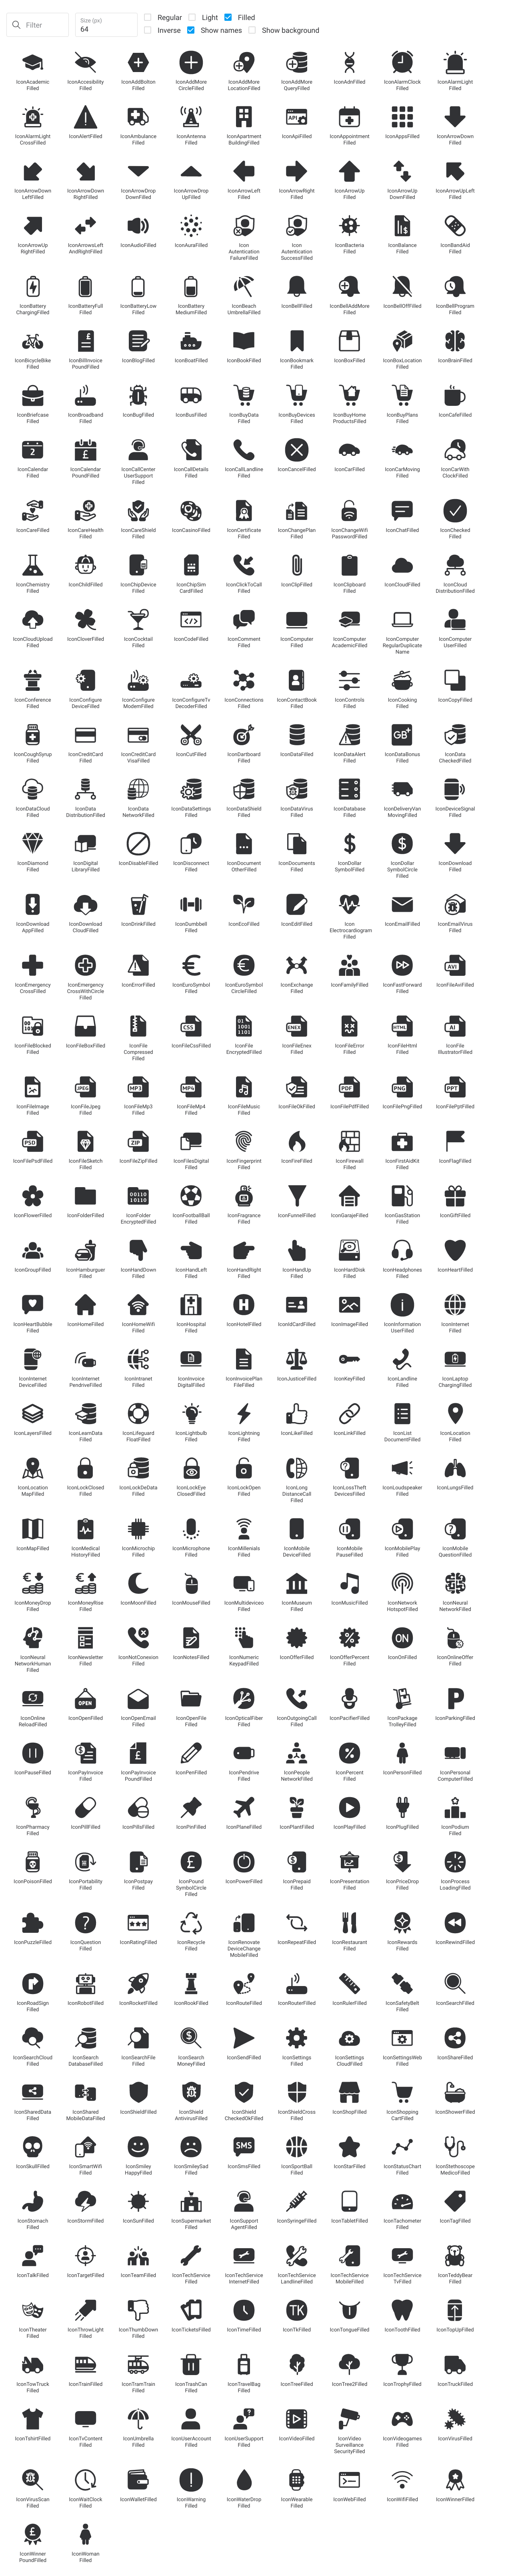 Filter
Size (px)
64
Regular
Light
Filled
Inverse
Show names
Show background
IconAcademic
Filled
IconAccesibility
Filled
IconAddBolton
Filled
IconAddMore
CircleFilled
IconAddMore
LocationFilled
IconAddMore
QueryFilled
IconAdnFilled
IconAlarmClock
Filled
IconAlarmLight
Filled
IconAlarmLight
CrossFilled
IconAlertFilled
IconAmbulance
Filled
IconAntenna
Filled
IconApartment
BuildingFilled
IconApiFilled
IconAppointment
Filled
IconAppsFilled
IconArrowDown
Filled
IconArrowDown
LeftFilled
IconArrowDown
RightFilled
IconArrowDrop
DownFilled
IconArrowDrop
UpFilled
IconArrowLeft
Filled
IconArrowRight
Filled
IconArrowUp
Filled
IconArrowUp
DownFilled
IconArrowUpLeft
Filled
IconArrowUp
RightFilled
IconArrowsLeft
AndRightFilled
IconAudioFilled
IconAuraFilled
Icon
Autentication
FailureFilled
Icon
Autentication
SuccessFilled
IconBacteria
Filled
IconBalance
Filled
IconBandAid
Filled
IconBattery
ChargingFilled
IconBatteryFull
Filled
IconBatteryLow
Filled
IconBattery
MediumFilled
IconBeach
UmbrellaFilled
IconBellFilled
IconBellAddMore
Filled
IconBellOffFilled
IconBellProgram
Filled
IconBicycleBike
Filled
IconBillInvoice
PoundFilled
IconBlogFilled
IconBoatFilled
IconBookFilled
IconBookmark
Filled
IconBoxFilled
IconBoxLocation
Filled
IconBrainFilled
IconBriefcase
Filled
IconBroadband
Filled
IconBugFilled
IconBusFilled
IconBuyData
Filled
IconBuyDevices
Filled
IconBuyHome
ProductsFilled
IconBuyPlans
Filled
IconCafeFilled
IconCalendar
Filled
IconCalendar
PoundFilled
IconCallCenter
UserSupport
Filled
IconCallDetails
Filled
IconCallLandline
Filled
IconCancelFilled
IconCarFilled
IconCarMoving
Filled
IconCarWith
ClockFilled
IconCareFilled
IconCareHealth
Filled
IconCareShield
Filled
IconCasinoFilled
IconCertificate
Filled
IconChangePlan
Filled
IconChangeWifi
PasswordFilled
IconChatFilled
IconChecked
Filled
IconChemistry
Filled
IconChildFilled
IconChipDevice
Filled
IconChipSim
CardFilled
IconClickToCall
Filled
IconClipFilled
IconClipboard
Filled
IconCloudFilled
IconCloud
DistributionFilled
IconCloudUpload
Filled
IconCloverFilled
IconCocktail
Filled
IconCodeFilled
IconComment
Filled
IconComputer
Filled
IconComputer
AcademicFilled
IconComputer
RegularDuplicate
Name
IconComputer
UserFilled
IconConference
Filled
IconConfigure
DeviceFilled
IconConfigure
ModemFilled
IconConfigureTv
DecoderFilled
IconConnections
Filled
IconContactBook
Filled
IconControls
Filled
IconCooking
Filled
IconCopyFilled
IconCoughSyrup
Filled
IconCreditCard
Filled
IconCreditCard
VisaFilled
IconCutFilled
IconDartboard
Filled
IconDataFilled
IconDataAlert
Filled
IconDataBonus
Filled
IconData
CheckedFilled
IconDataCloud
Filled
IconData
DistributionFilled
IconData
NetworkFilled
IconDataSettings
Filled
IconDataShield
Filled
IconDataVirus
Filled
IconDatabase
Filled
IconDeliveryVan
MovingFilled
IconDeviceSignal
Filled
IconDiamond
Filled
IconDigital
LibraryFilled
IconDisableFilled
IconDisconnect
Filled
IconDocument
OtherFilled
IconDocuments
Filled
IconDollar
SymbolFilled
IconDollar
SymbolCircle
Filled
IconDownload
Filled
IconDownload
AppFilled
IconDownload
CloudFilled
IconDrinkFilled
IconDumbbell
Filled
IconEcoFilled
IconEditFilled
Icon
Electrocardiogram
Filled
IconEmailFilled
IconEmailVirus
Filled
IconEmergency
CrossFilled
IconEmergency
CrossWithCircle
Filled
IconErrorFilled
IconEuroSymbol
Filled
IconEuroSymbol
CircleFilled
IconExchange
Filled
IconFamilyFilled
IconFastForward
Filled
IconFileAviFilled
IconFileBlocked
Filled
IconFileBoxFilled
IconFile
Compressed
Filled
IconFileCssFilled
IconFile
EncryptedFilled
IconFileEnex
Filled
IconFileError
Filled
IconFileHtml
Filled
IconFile
IllustratorFilled
IconFileImage
Filled
IconFileJpeg
Filled
IconFileMp3
Filled
IconFileMp4
Filled
IconFileMusic
Filled
IconFileOkFilled
IconFilePdfFilled
IconFilePngFilled
IconFilePptFilled
IconFilePsdFilled
IconFileSketch
Filled
IconFileZipFilled
IconFilesDigital
Filled
IconFingerprint
Filled
IconFireFilled
IconFirewall
Filled
IconFirstAidKit
Filled
IconFlagFilled
IconFlowerFilled
IconFolderFilled
IconFolder
EncryptedFilled
IconFootballBall
Filled
IconFragrance
Filled
IconFunnelFilled
IconGarajeFilled
IconGasStation
Filled
IconGiftFilled
IconGroupFilled
IconHamburguer
Filled
IconHandDown
Filled
IconHandLeft
Filled
IconHandRight
Filled
IconHandUp
Filled
IconHardDisk
Filled
IconHeadphones
Filled
IconHeartFilled
IconHeartBubble
Filled
IconHomeFilled
IconHomeWifi
Filled
IconHospital
Filled
IconHotelFilled
IconIdCardFilled
IconImageFilled
IconInformation
UserFilled
IconInternet
Filled
IconInternet
DeviceFilled
IconInternet
PendriveFilled
IconIntranet
Filled
IconInvoice
DigitalFilled
IconInvoicePlan
FileFilled
IconJusticeFilled
IconKeyFilled
IconLandline
Filled
IconLaptop
ChargingFilled
IconLayersFilled
IconLearnData
Filled
IconLifeguard
FloatFilled
IconLightbulb
Filled
IconLightning
Filled
IconLikeFilled
IconLinkFilled
IconList
DocumentFilled
IconLocation
Filled
IconLocation
MapFilled
IconLockClosed
Filled
IconLockDeData
Filled
IconLockEye
ClosedFilled
IconLockOpen
Filled
IconLong
DistanceCall
Filled
IconLossTheft
DevicesFilled
IconLoudspeaker
Filled
IconLungsFilled
IconMapFilled
IconMedical
HistoryFilled
IconMicrochip
Filled
IconMicrophone
Filled
IconMillenials
Filled
IconMobile
DeviceFilled
IconMobile
PauseFilled
IconMobilePlay
Filled
IconMobile
QuestionFilled
IconMoneyDrop
Filled
IconMoneyRise
Filled
IconMoonFilled
IconMouseFilled
IconMultideviceo
Filled
IconMuseum
Filled
IconMusicFilled
IconNetwork
HotspotFilled
IconNeural
NetworkFilled
IconNeural
NetworkHuman
Filled
IconNewsletter
Filled
IconNotConexion
Filled
IconNotesFilled
IconNumeric
KeypadFilled
IconOfferFilled
IconOfferPercent
Filled
IconOnFilled
IconOnlineOffer
Filled
IconOnline
ReloadFilled
IconOpenFilled
IconOpenEmail
Filled
IconOpenFile
Filled
IconOpticalFiber
Filled
IconOutgoingCall
Filled
IconPacifierFilled
IconPackage
TrolleyFilled
IconParkingFilled
IconPauseFilled
IconPayInvoice
Filled
IconPayInvoice
PoundFilled
IconPenFilled
IconPendrive
Filled
IconPeople
NetworkFilled
IconPercent
Filled
IconPersonFilled
IconPersonal
ComputerFilled
IconPharmacy
Filled
IconPillFilled
IconPillsFilled
IconPinFilled
IconPlaneFilled
IconPlantFilled
IconPlayFilled
IconPlugFilled
IconPodium
Filled
IconPoisonFilled
IconPortability
Filled
IconPostpay
Filled
IconPound
SymbolCircle
Filled
IconPowerFilled
IconPrepaid
Filled
IconPresentation
Filled
IconPriceDrop
Filled
IconProcess
LoadingFilled
IconPuzzleFilled
IconQuestion
Filled
IconRatingFilled
IconRecycle
Filled
IconRenovate
DeviceChange
MobileFilled
IconRepeatFilled
IconRestaurant
Filled
IconRewards
Filled
IconRewindFilled
IconRoadSign
Filled
IconRobotFilled
IconRocketFilled
IconRookFilled
IconRouteFilled
IconRouterFilled
IconRulerFilled
IconSafetyBelt
Filled
IconSearchFilled
IconSearchCloud
Filled
IconSearch
DatabaseFilled
IconSearchFile
Filled
IconSearch
MoneyFilled
IconSendFilled
IconSettings
Filled
IconSettings
CloudFilled
IconSettingsWeb
Filled
IconShareFilled
IconSharedData
Filled
IconShared
MobileDataFilled
IconShieldFilled
IconShield
AntivirusFilled
IconShield
CheckedOkFilled
IconShieldCross
Filled
IconShopFilled
IconShopping
CartFilled
IconShowerFilled
IconSkullFilled
IconSmartWifi
Filled
IconSmiley
HappyFilled
IconSmileySad
Filled
IconSmsFilled
IconSportBall
Filled
IconStarFilled
IconStatusChart
Filled
IconStethoscope
MedicoFilled
IconStomach
Filled
IconStormFilled
IconSunFilled
IconSupermarket
Filled
IconSupport
AgentFilled
IconSyringeFilled
IconTabletFilled
IconTachometer
Filled
IconTagFilled
IconTalkFilled
IconTargetFilled
IconTeamFilled
IconTechService
Filled
IconTechService
InternetFilled
IconTechService
LandlineFilled
IconTechService
MobileFilled
IconTechService
TvFilled
IconTeddyBear
Filled
IconTheater
Filled
IconThrowLight
Filled
IconThumbDown
Filled
IconTicketsFilled
IconTimeFilled
IconTkFilled
IconTongueFilled
IconToothFilled
IconTopUpFilled
IconTowTruck
Filled
IconTrainFilled
IconTramTrain
Filled
IconTrashCan
Filled
IconTravelBag
Filled
IconTreeFilled
IconTree2Filled
IconTrophyFilled
IconTruckFilled
IconTshirtFilled
IconTvContent
Filled
IconUmbrella
Filled
IconUserAccount
Filled
IconUserSupport
Filled
IconVideoFilled
IconVideo
Surveillance
SecurityFilled
IconVideogames
Filled
IconVirusFilled
IconVirusScan
Filled
IconWaitClock
Filled
IconWalletFilled
IconWarning
Filled
IconWaterDrop
Filled
IconWearable
Filled
IconWebFilled
IconWifiFilled
IconWinnerFilled
IconWinner
PoundFilled
IconWoman
Filled